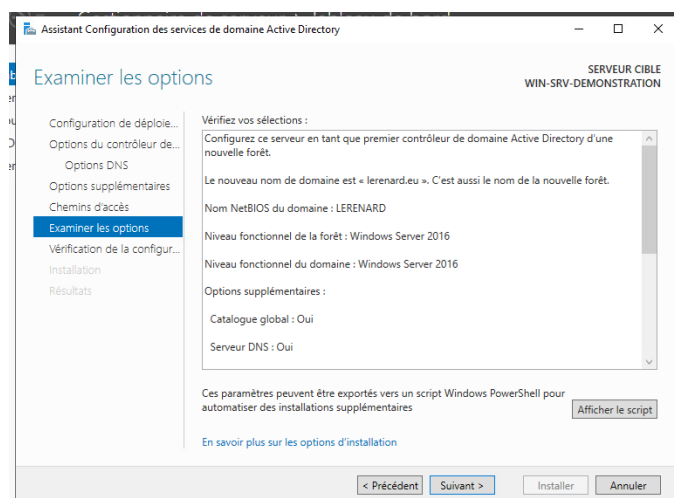 Assistant Configuration des services de domaine Active Directory
Examiner les options
SERVEUR CIBLE
WIN-SRV-DEMONSTRATION
Configuration de déploie...
Options du contrôleur de...
Options DNS
Options supplémentaires
Chemins d'accès
Examiner les options
Vérification de la configur...
Installation
Résultats
Vérifiez vos sélections :
Configurez ce serveur en tant que premier contrôleur de domaine Active Directory d'une
nouvelle forêt.
Le nouveau nom de domaine est « lerenard.eu ». C'est aussi le nom de la nouvelle forêt.
Nom NetBIOS du domaine : LERENARD
Niveau fonctionnel de la forêt : Windows Server 2016
Niveau fonctionnel du domaine : Windows Server 2016
Options supplémentaires :
Catalogue global : Oui
Serveur DNS : Oui
Ces paramètres peuvent être exportés vers un script Windows PowerShell pour
automatiser des installations supplémentaires
Afficher le script
En savoir plus sur les options d'installation
< Précédent
Suivant >
Installer
Annuler